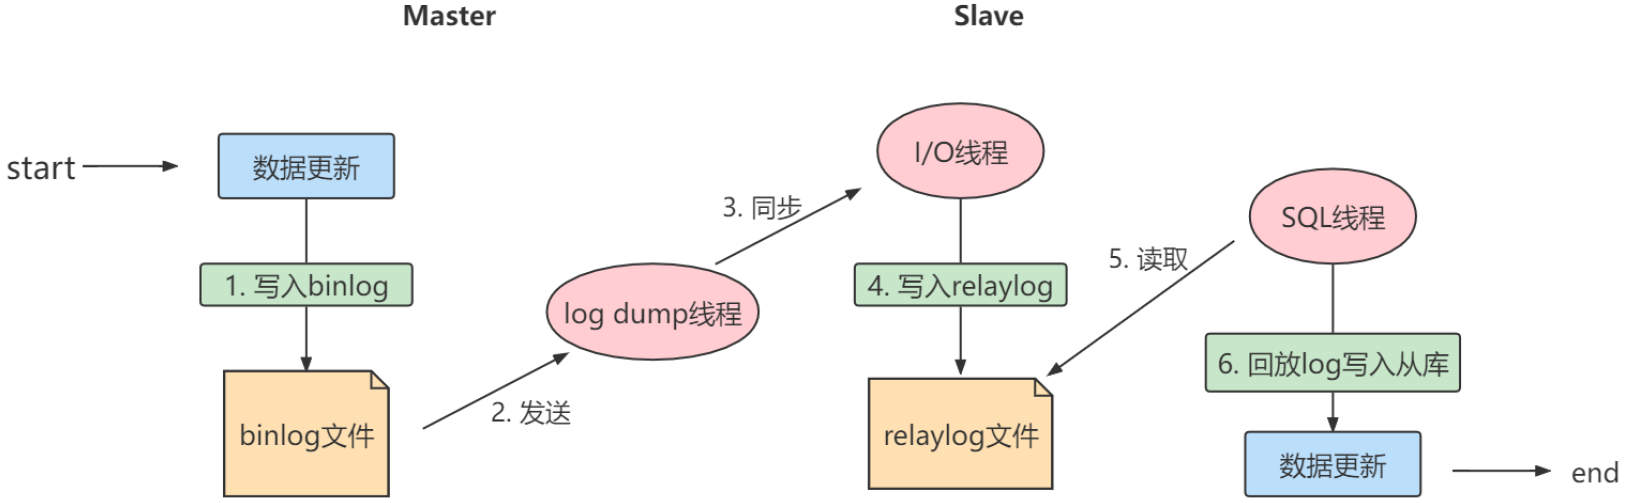 Master
Slave
start
数据更新
1. 写入binlog
binlog文件
2. 发送
log dump线程
3. 同步
I/O线程
4. 写入relaylog
relaylog文件
5. 读取
SQL线程
6. 回放log写入从库
数据更新
end